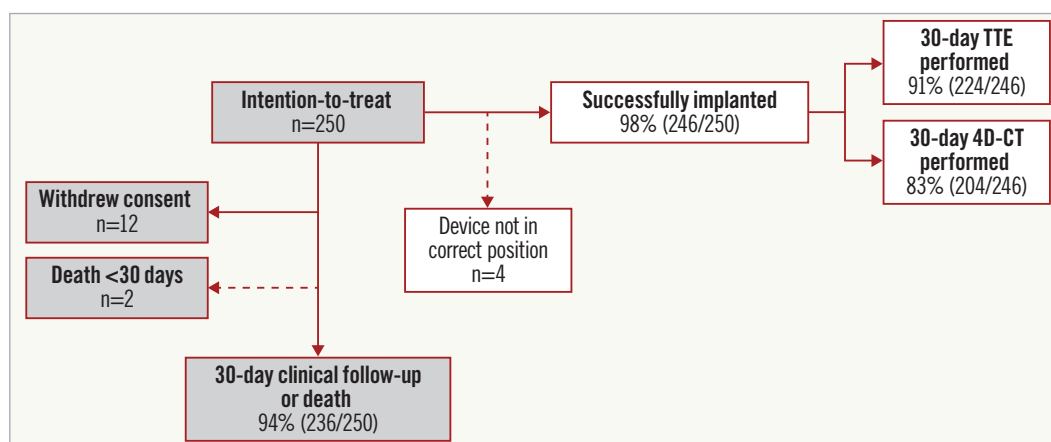 30-day TTE
performed
91% (224/246)
Intention-to-treat
n=250
Successfully implanted
98% (246/250)
30-day 4D-CT
performed
83% (204/246)
Withdrew consent
n=12
Device not in
correct position
n=4
Death <30 days
n=2
30-day clinical follow-up
or death
94% (236/250)